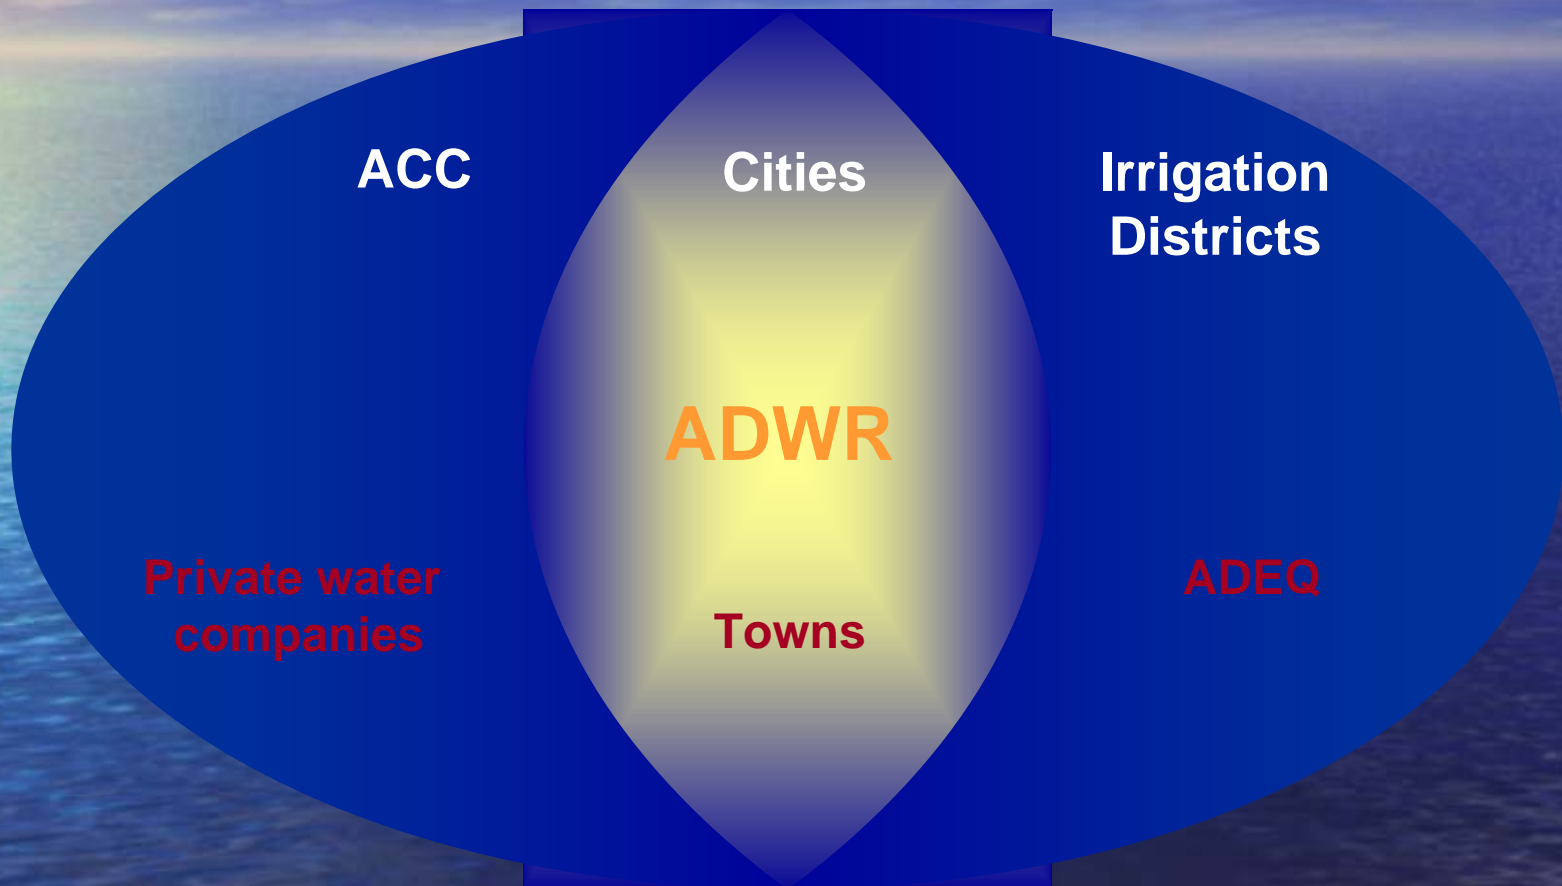 ACC
Cities
Irrigation
Districts
ADWR
Private water
companies
Towns
ADEQ